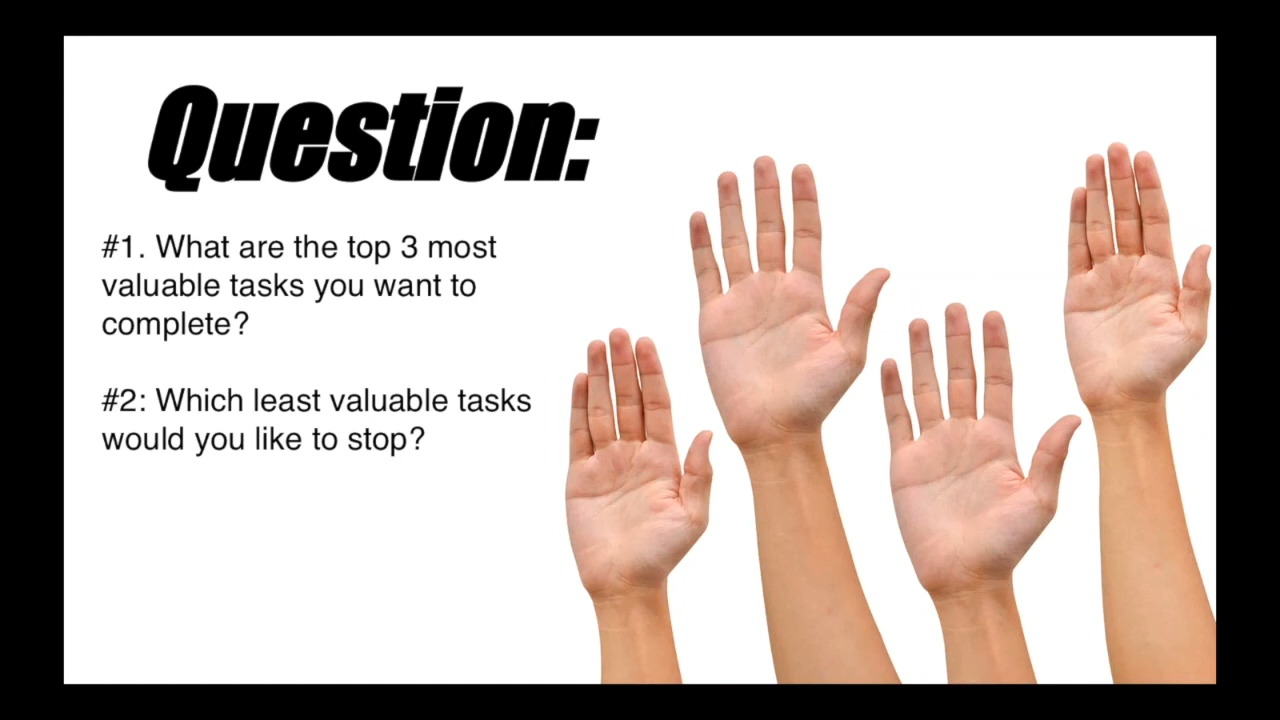 Question:
#1. What are the top 3 most
valuable tasks you want to
complete?
#2: Which least valuable tasks
would you like to stop?